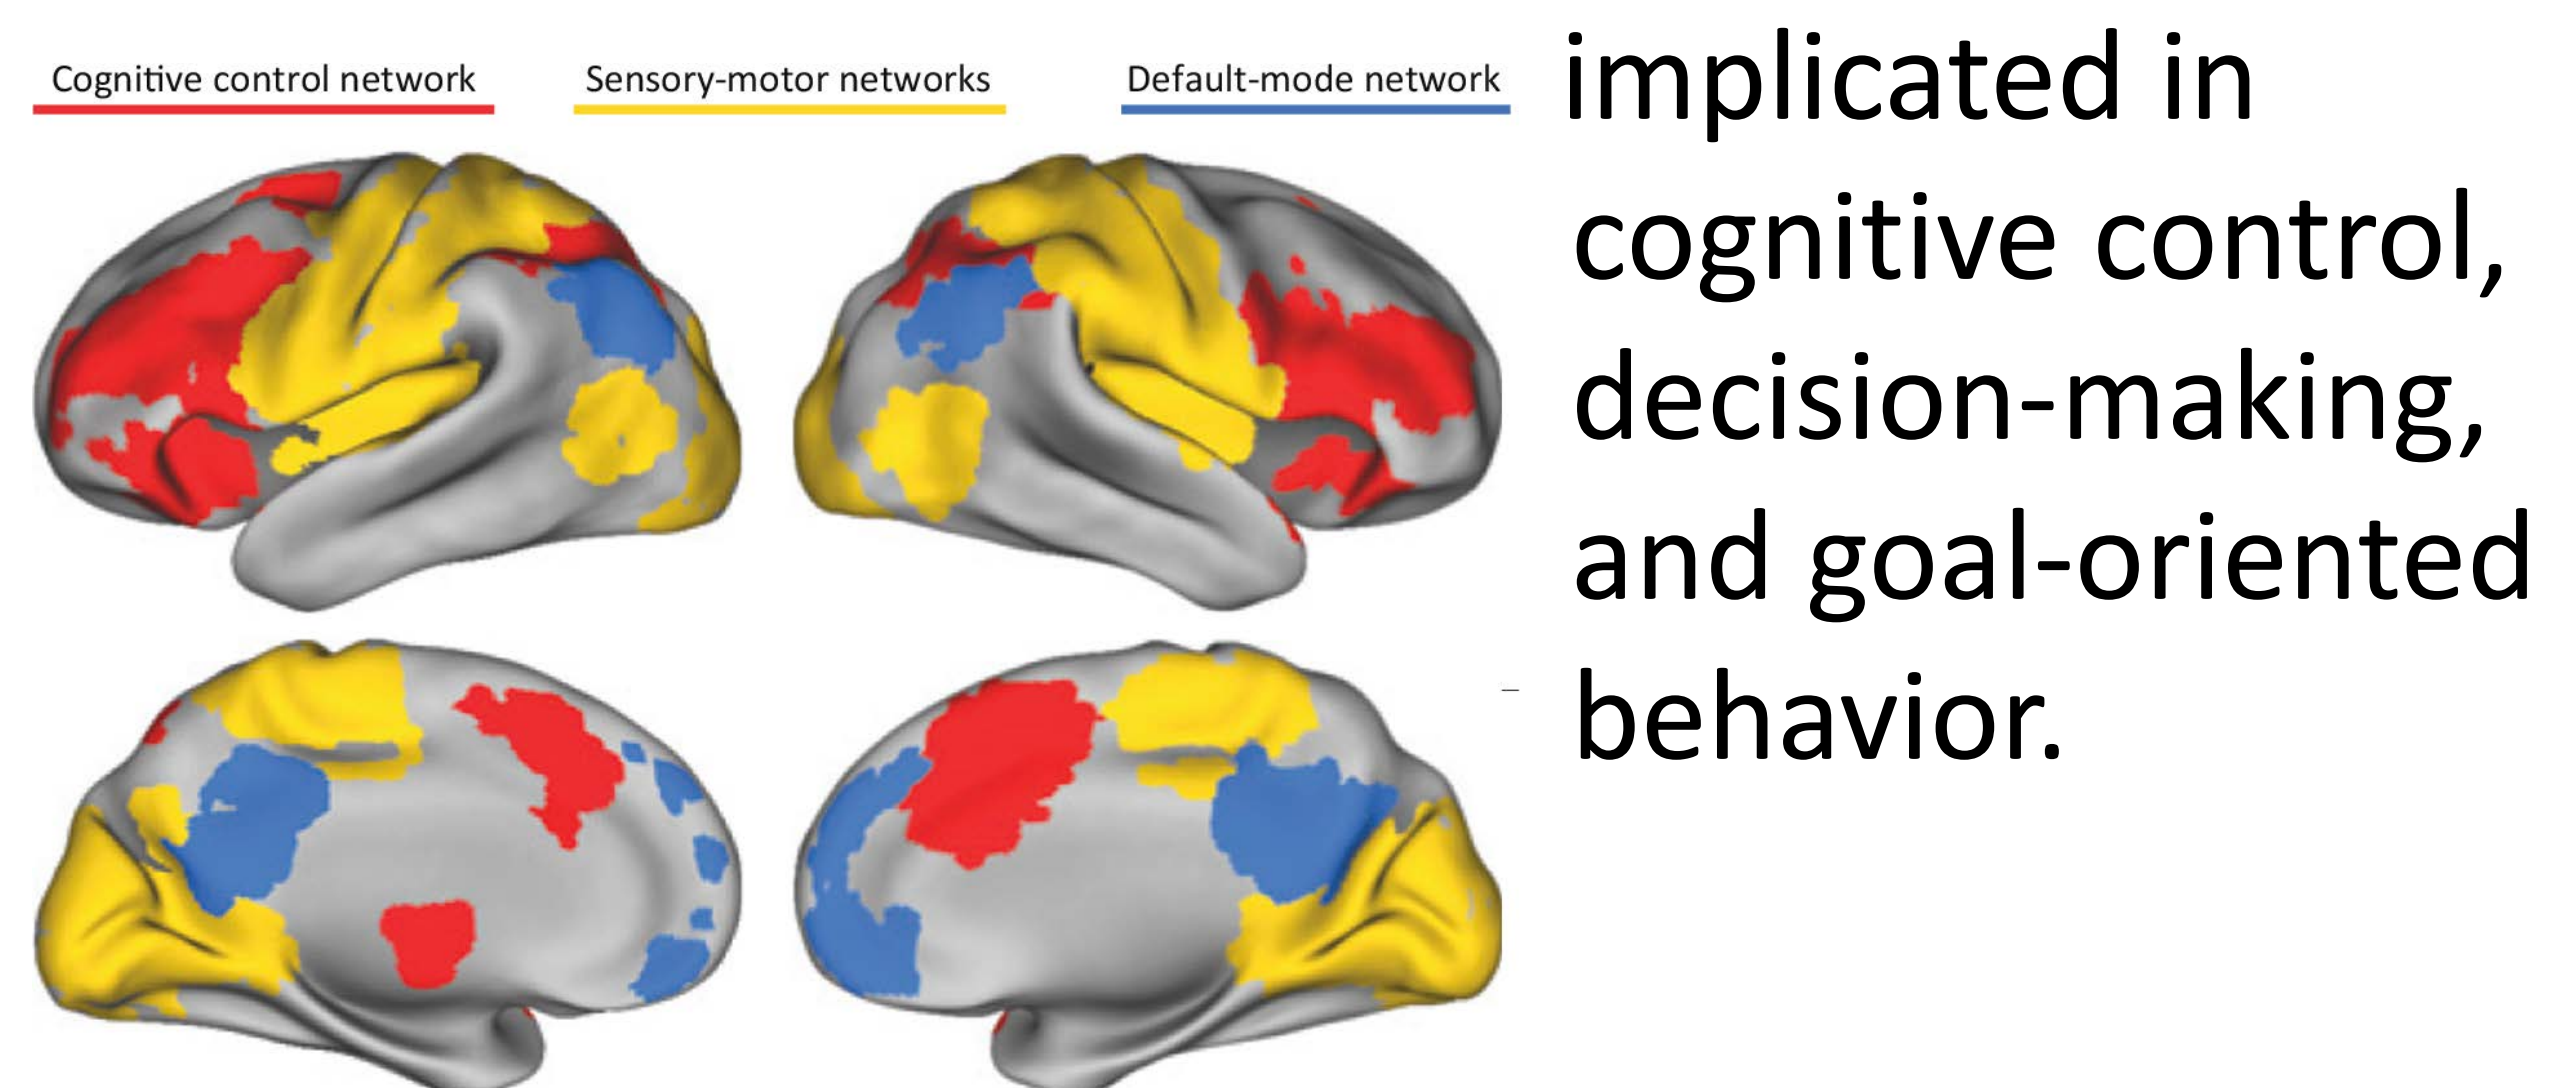 Cognitive control network
Sensory-motor networks
Default-mode network
implicated in
cognitive control,
decision-making,
and goal-oriented
behavior.